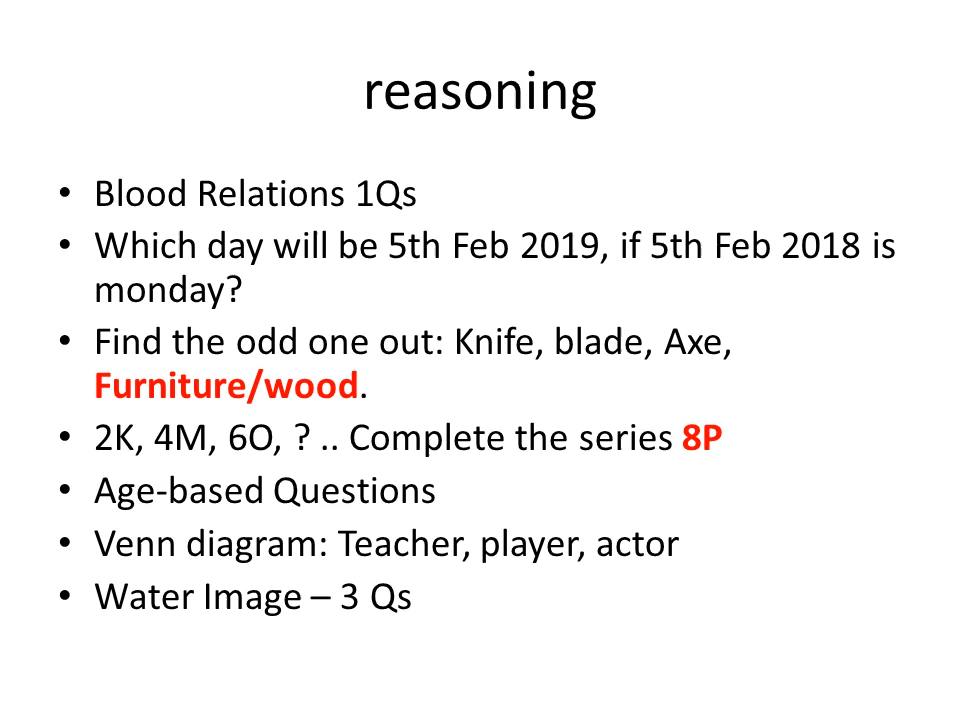 reasoning
• Blood Relations 1Qs
• Which day will be 5th Feb 2019, if 5th Feb 2018 is
monday?
• Find the odd one out: Knife, blade, Axe,
Furniture/wood.
• 2K, 4M, 6O, ? .. Complete the series 8P
• Age-based Questions
• Venn diagram: Teacher, player, actor
• Water Image – 3 Qs